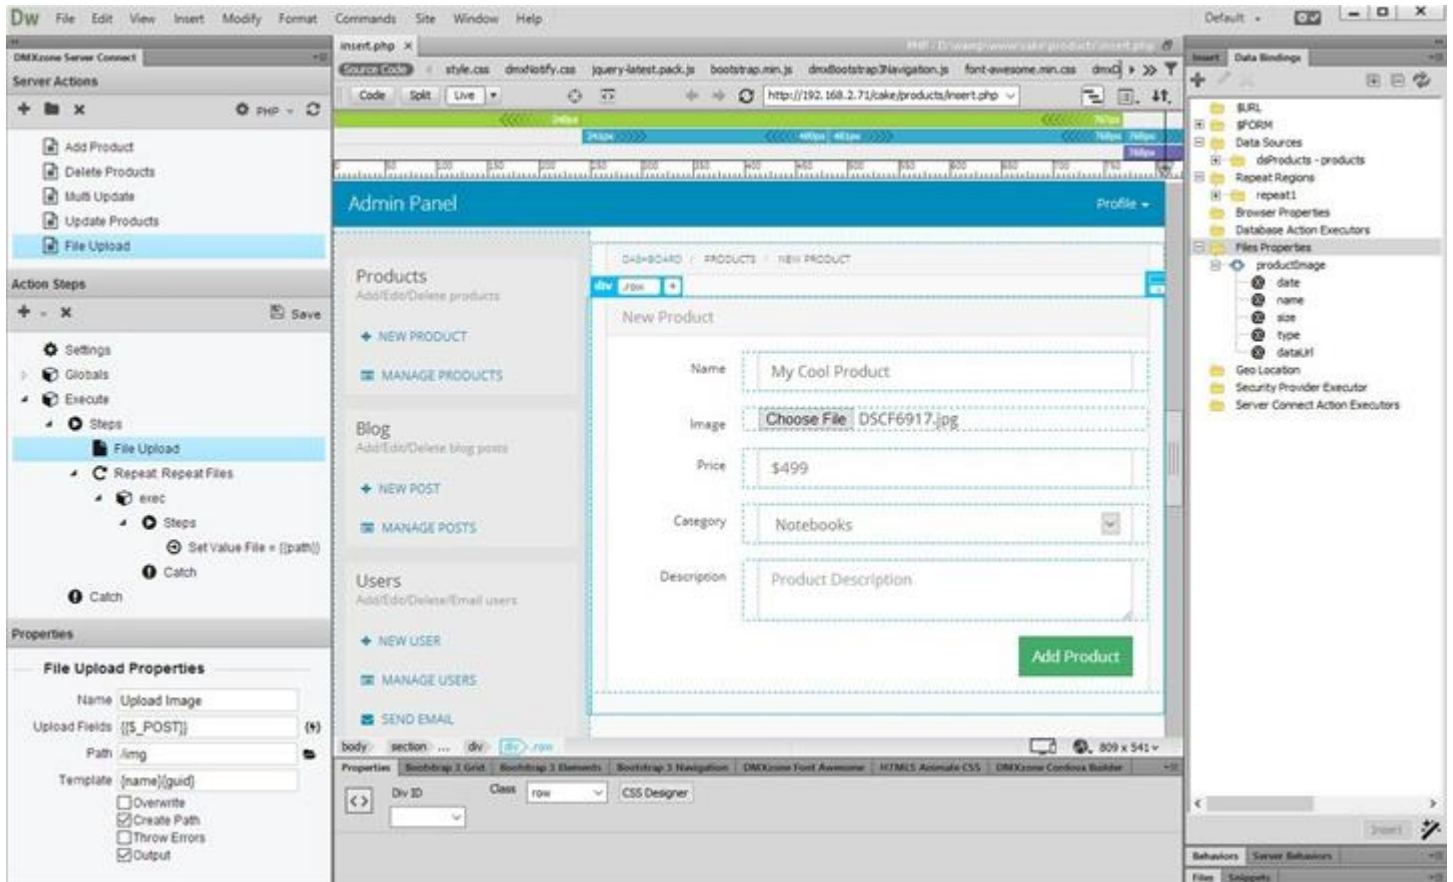 Dw File Edit View Insert Modify Format Commands Site Window Help Default
DMXzone Server Connect
Server Actions
PHP
Add Product
Delete Products
Multi Update
Update Products
File Upload
Action Steps
Save
Settings
Globals
Execute
Steps
File Upload
Repeat: Repeat Files
exec
Steps
Set Value File = {{path}}
Catch
Catch
Properties
File Upload Properties
Name Upload Image
Upload Fields {{$_POST}}
Path /img
Template {name}{guid}
Overwrite
Create Path
Throw Errors
Output
insert.php ×
Source Code style.css dmxNotify.css jquery-latest.pack.js bootstrap.min.js dmxBootstrap3Navigation.js font-awesome.min.css
Code Split Live http://192.168.2.71/cake/products/insert.php
240px 767px
241px 480px 481px 768px 768px
768px
Admin Panel Profile
Products
Add/Edit/Delete products
NEW PRODUCT
MANAGE PRODUCTS
Blog
Add/Edit/Delete blog posts
NEW POST
MANAGE POSTS
Users
Add/Edit/Delete/Email users
NEW USER
MANAGE USERS
SEND EMAIL
DASHBOARD / PRODUCTS / NEW PRODUCT
div .row +
New Product
Name My Cool Product
Image Choose File DSCF6917.jpg
Price $499
Category Notebooks
Description Product Description
Add Product
body section ... div div .row 809 x 541
Properties Bootstrap 3 Grid Bootstrap 3 Elements Bootstrap 3 Navigation DMXzone Font Awesome HTML5 Animate CSS DMXzone Cordova Builder
Div ID Class row CSS Designer
Insert Data Bindings
$URL
$FORM
Data Sources
dsProducts - products
Repeat Regions
repeat1
Browser Properties
Database Action Executors
Files Properties
productImage
date
name
size
type
dataUrl
Geo Location
Security Provider Executor
Server Connect Action Executors
Insert
Behaviors Server Behaviors
Files Snippets